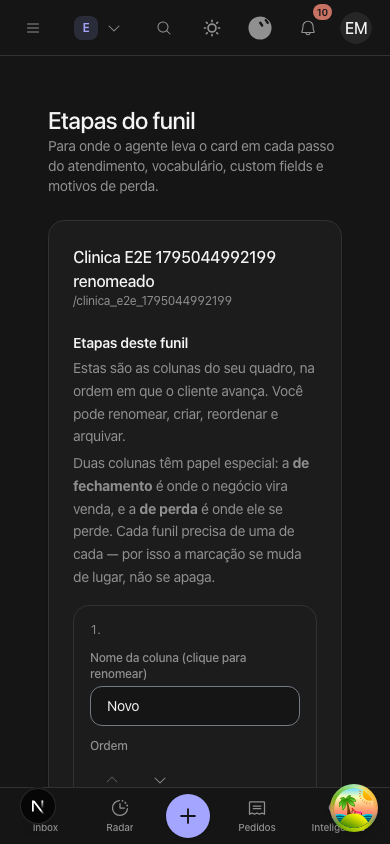 E
10
EM
Etapas do funil
Para onde o agente leva o card em cada passo
do atendimento, vocabulário, custom fields e
motivos de perda.
Clinica E2E 1795044992199
renomeado
/clinica_e2e_1795044992199
Etapas deste funil
Estas são as colunas do seu quadro, na
ordem em que o cliente avança. Você
pode renomear, criar, reordenar e
arquivar.
Duas colunas têm papel especial: a de
fechamento é onde o negócio vira
venda, e a de perda é onde ele se
perde. Cada funil precisa de uma de
cada — por isso a marcação se muda
de lugar, não se apaga.
1.
Nome da coluna (clique para
renomear)
Novo
Ordem
N
Inbox
Radar
Pedidos